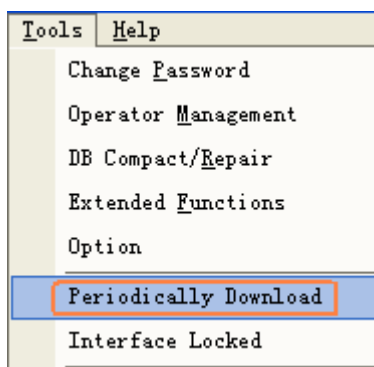 Tools Help
Change Password
Operator Management
DB Compact/Repair
Extended Functions
Option
Periodically Download
Interface Locked